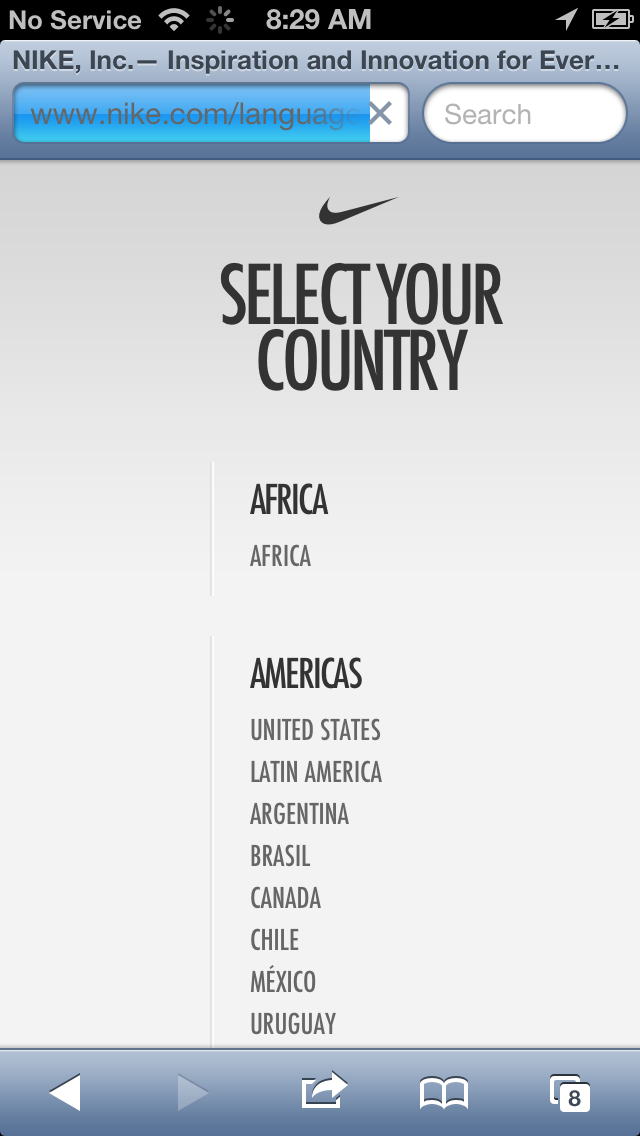 No Service 8:29 AM
NIKE, Inc.— Inspiration and Innovation for Ever...
www.nike.com/language Search
SELECT YOUR
COUNTRY
AFRICA
AFRICA
AMERICAS
UNITED STATES
LATIN AMERICA
ARGENTINA
BRASIL
CANADA
CHILE
MÉXICO
URUGUAY
8